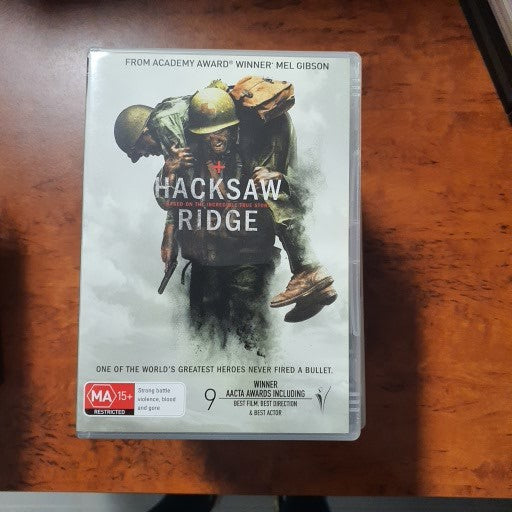 FROM ACADEMY AWARD® WINNER MEL GIBSON
HACKSAW
BASED ON THE INCREDIBLE TRUE STORY
RIDGE
ONE OF THE WORLD'S GREATEST HEROES NEVER FIRED A BULLET.
MA 15+
RESTRICTED
Strong battle
violence, blood
and gore
9
WINNER
AACTA AWARDS INCLUDING
BEST FILM, BEST DIRECTION
& BEST ACTOR